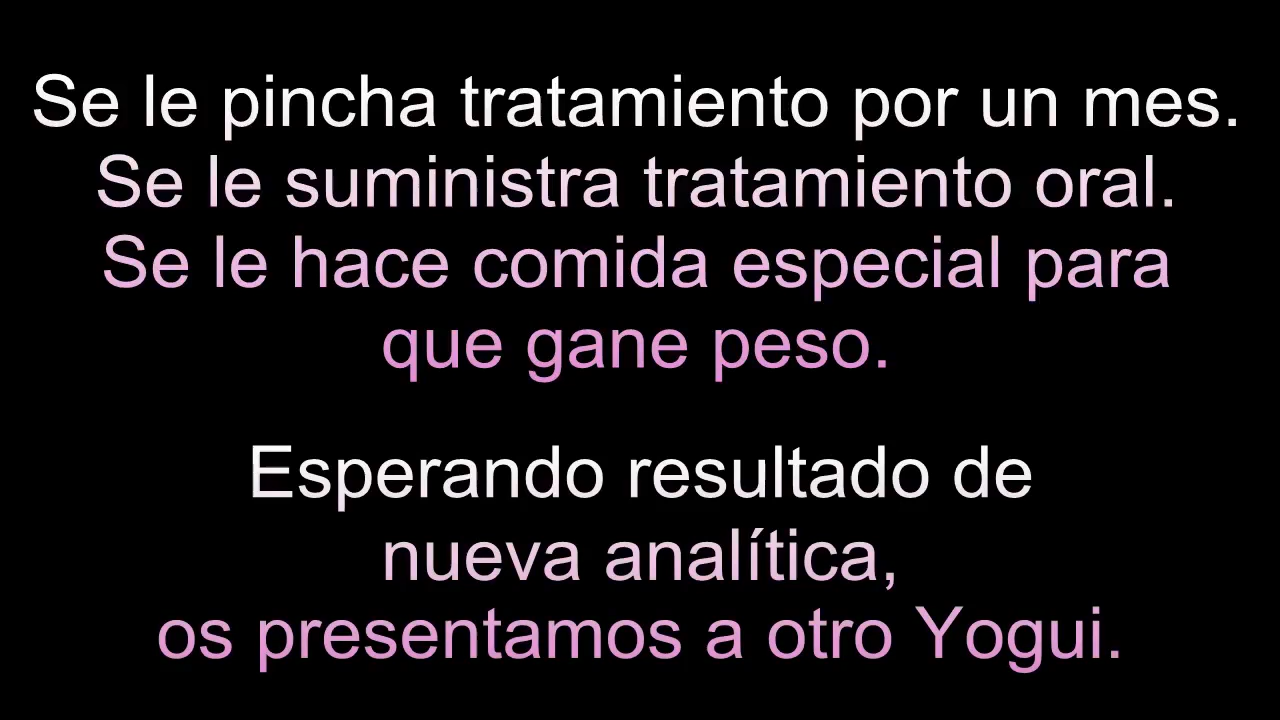 Se le pincha tratamiento por un mes.
Se le suministra tratamiento oral.
Se le hace comida especial para
que gane peso.
Esperando resultado de
nueva analítica,
os presentamos a otro Yogui.